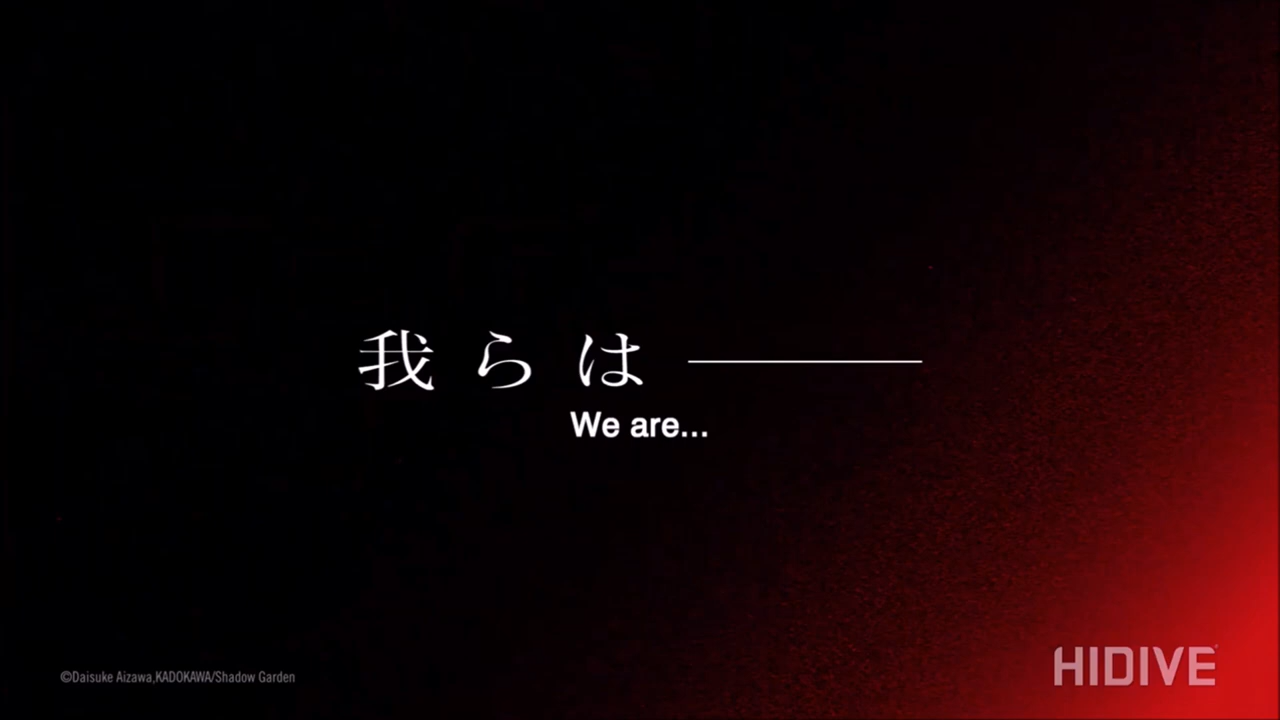 我らは————
We are...
©Daisuke Aizawa,KADOKAWA/Shadow Garden
HIDIVE